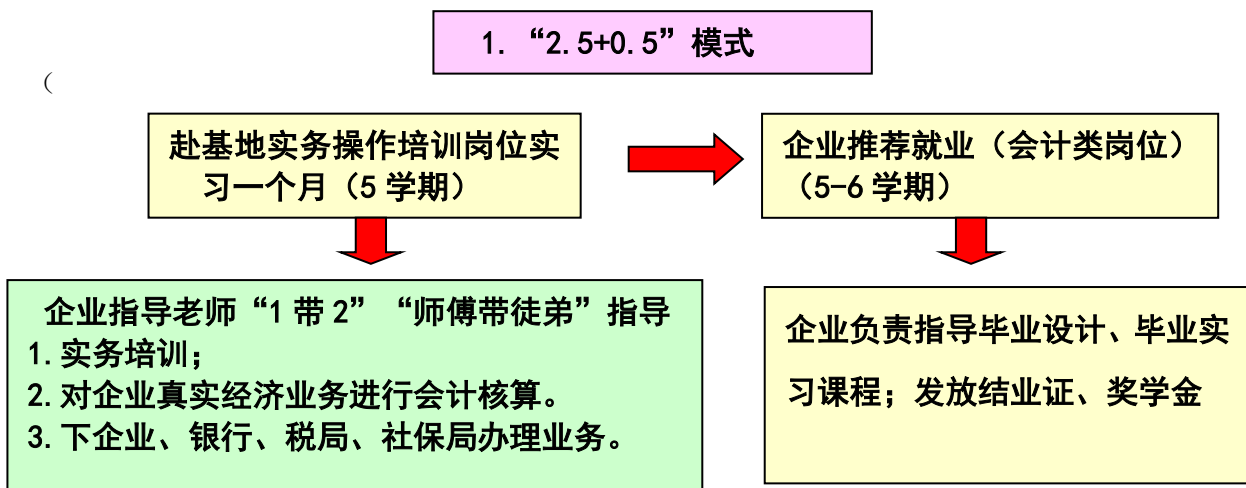 1. “2.5+0.5”模式
（
赴基地实务操作培训岗位实
习一个月（5 学期）
企业推荐就业（会计类岗位）
（5-6 学期）
企业指导老师“1 带 2” “师傅带徒弟”指导
1. 实务培训；
2. 对企业真实经济业务进行会计核算。
3. 下企业、银行、税局、社保局办理业务。
企业负责指导毕业设计、毕业实
习课程；发放结业证、奖学金